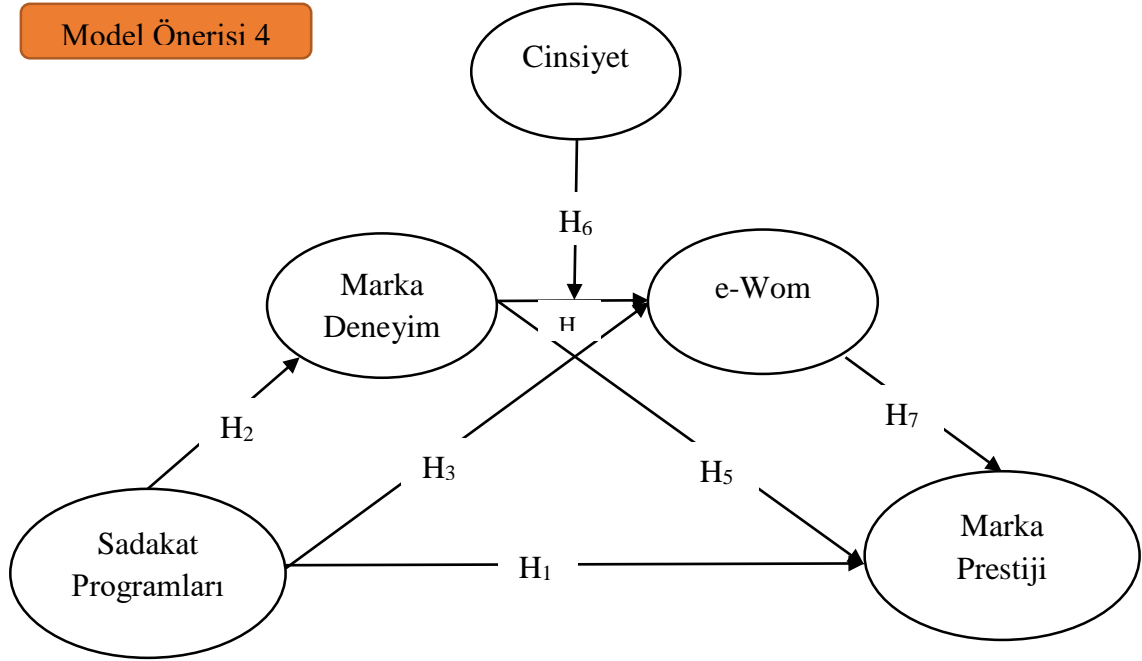 Model Önerisi 4
Cinsiyet
H₆
Marka
Deneyim
e-Wom
H
H₂
H₇
H₃
H₅
Sadakat
Programları
H₁
Marka
Prestiji